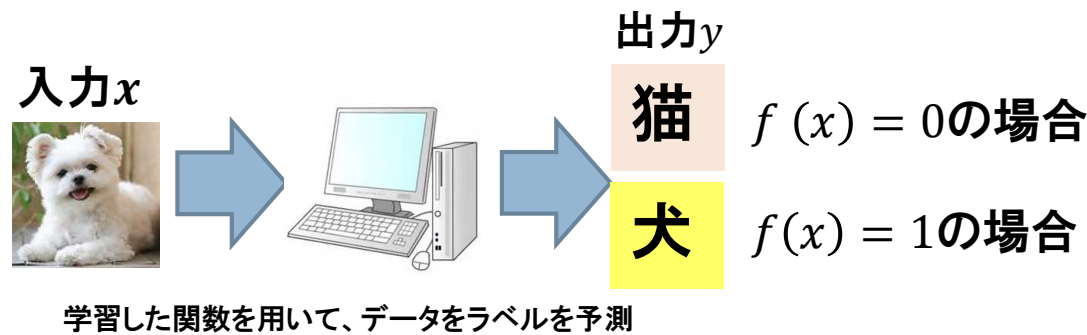 出力y
入力x
猫 f (x) = 0の場合
犬 f(x) = 1の場合
学習した関数を用いて、データをラベルを予測